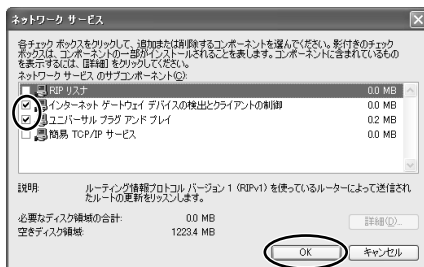 ネットワーク サービス
各チェック ボックスをクリックして、追加または削除するコンポーネントを選んでください。影付きのチェック
ボックスは、コンポーネントの一部がインストールされることを表します。コンポーネントに含まれているもの
を表示するには、[詳細] をクリックしてください。
ネットワーク サービス のサブコンポーネント(C):
RIP リスナ 0.0 MB
インターネット ゲートウェイ デバイスの検出とクライアントの制御 0.0 MB
ユニバーサル プラグ アンド プレイ 0.2 MB
簡易 TCP/IP サービス 0.0 MB
説明: ルーティング情報プロトコル バージョン 1 (RIPv1) を使っているルーターによって送信され
たルートの更新をリッスンします。
必要なディスク領域の合計: 0.0 MB
空きディスク領域: 1223.4 MB
詳細(D)...
OK
キャンセル